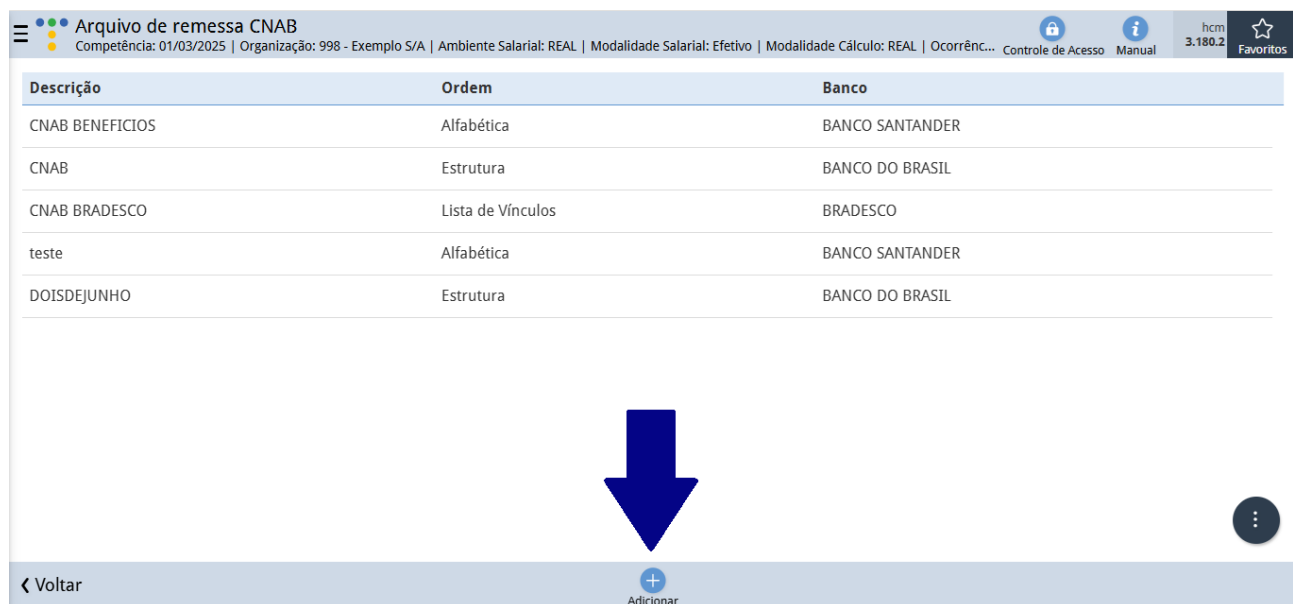 Arquivo de remessa CNAB
Competência: 01/03/2025 | Organização: 998 - Exemplo S/A | Ambiente Salarial: REAL | Modalidade Salarial: Efetivo | Modalidade Cálculo: REAL | Ocorrênc...
Controle de Acesso
Manual
hcm
3.180.2
Favoritos
Descrição Ordem Banco
CNAB BENEFICIOS Alfabética BANCO SANTANDER
CNAB Estrutura BANCO DO BRASIL
CNAB BRADESCO Lista de Vínculos BRADESCO
teste Alfabética BANCO SANTANDER
DOISDEJUNHO Estrutura BANCO DO BRASIL
Voltar
Adicionar